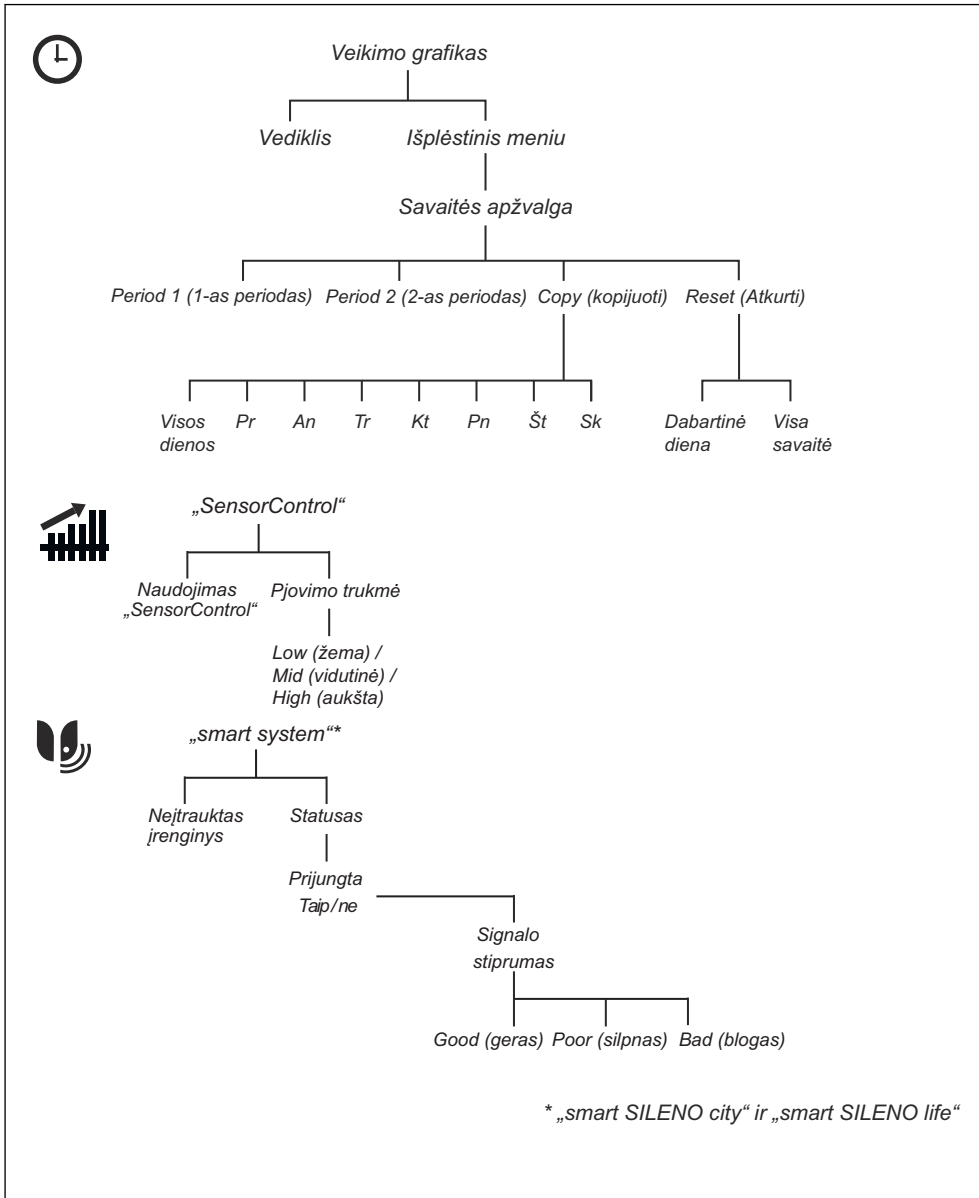 Veikimo grafikas
Vediklis Išplėstinis meniu
Savaitės apžvalga
Period 1 (1-as periodas) Period 2 (2-as periodas) Copy (kopijuoti) Reset (Atkurti)
Visos dienos Pr An Tr Kt Pn Št Sk Dabartinė diena Visa savaitė
„SensorControl“
Naudojimas „SensorControl“ Pjovimo trukmė
Low (žema) /
Mid (vidutinė) /
High (aukšta)
„smart system“*
Neįtrauktas įrenginys Statusas
Prijungta
Taip/ne
Signalo
stiprumas
Good (geras) Poor (silpnas) Bad (blogas)
* „smart SILENO city“ ir „smart SILENO life“